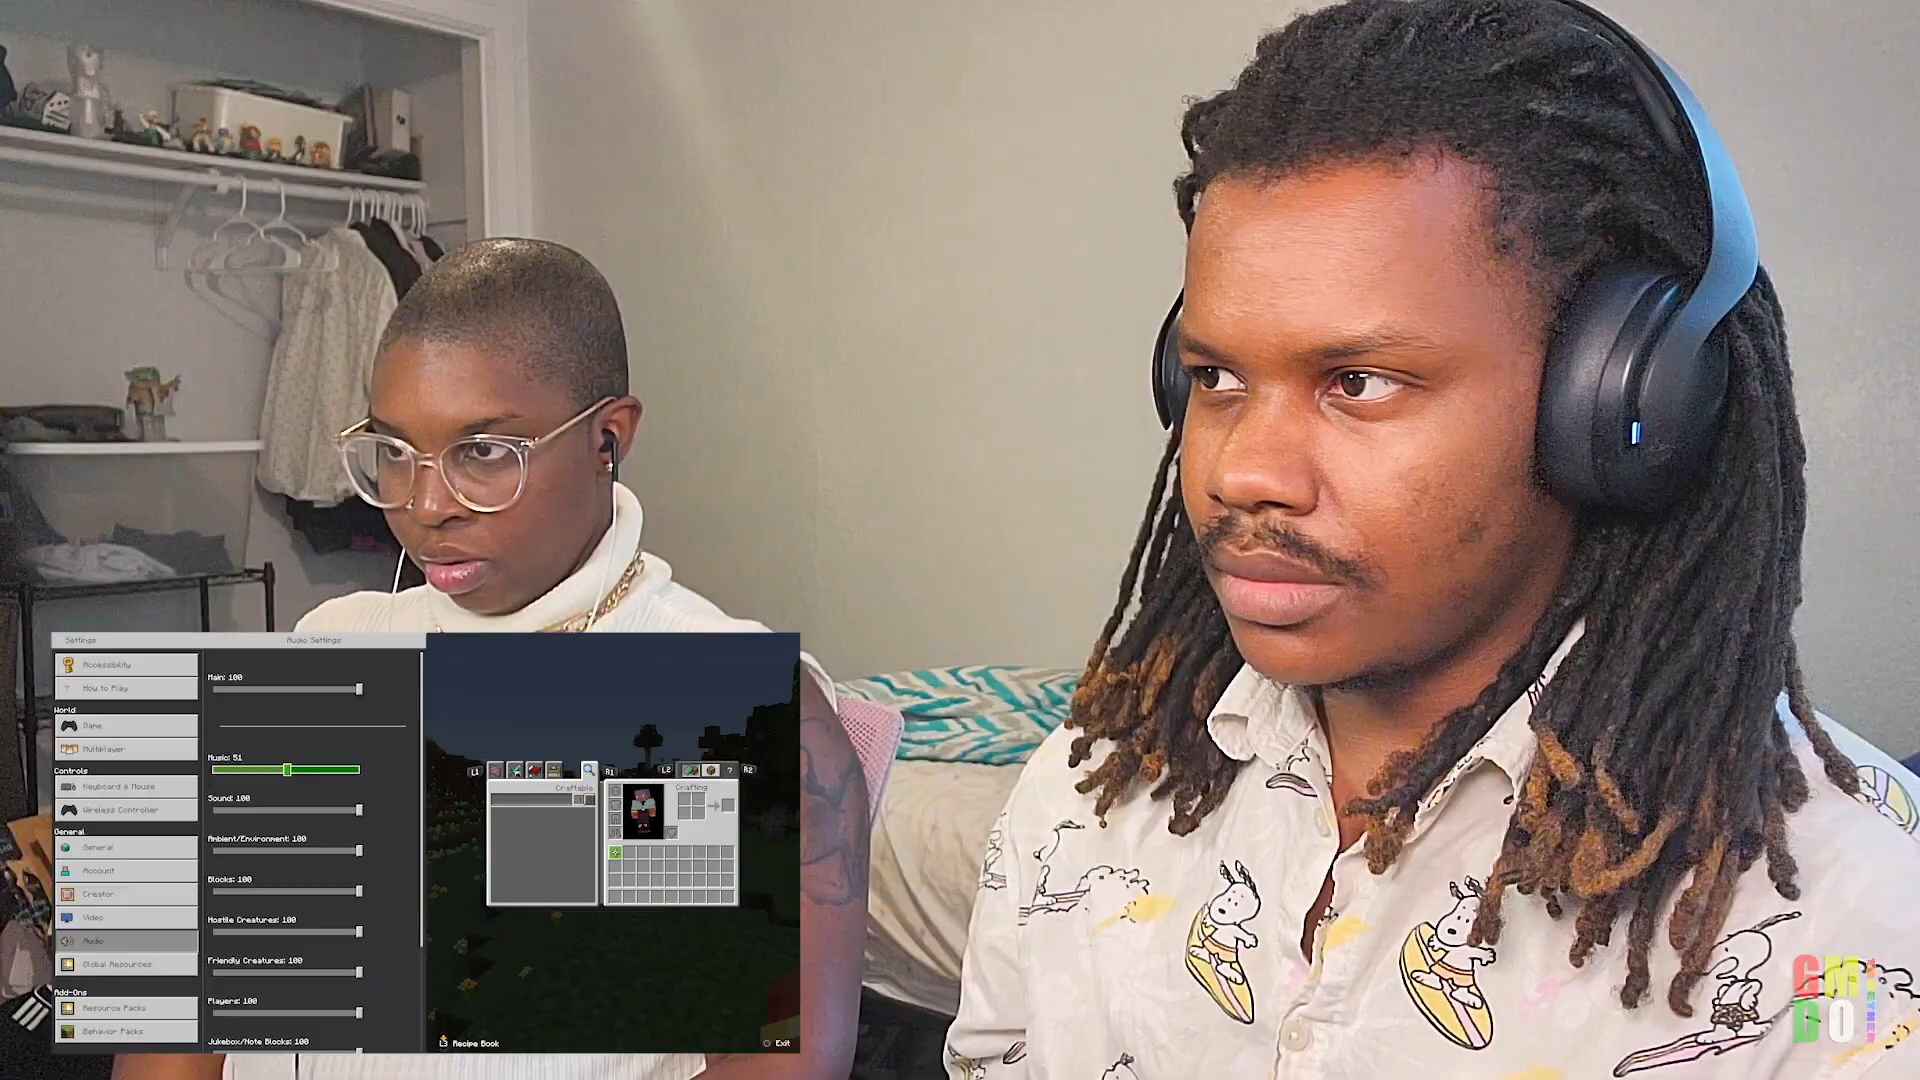 Settings
Audio Settings
Accessibility
How to Play
World
Game
Multiplayer
Controls
Keyboard & Mouse
Wireless Controller
General
General
Account
Creator
Video
Audio
Global Resources
Add-Ons
Resource Packs
Behavior Packs
Main: 100
Music: 51
Sound: 100
Ambient/Environment: 100
Blocks: 100
Hostile Creatures: 100
Friendly Creatures: 100
Players: 100
Jukebox/Note Blocks: 100
L1
R1
L2
?
R2
Craftable
Crafting
L3 Recipe Book
Exit
GM
DO